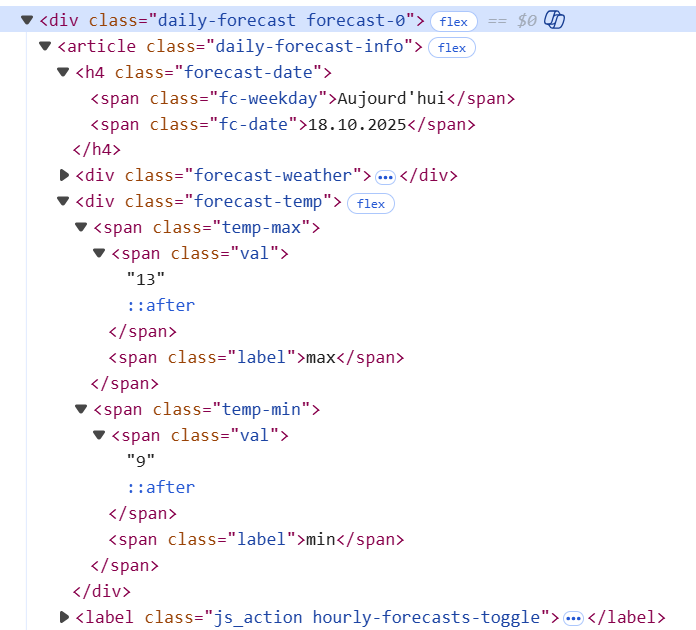 <div class="daily-forecast forecast-0"> flex == $0
<article class="daily-forecast-info"> flex
<h4 class="forecast-date">
<span class="fc-weekday">Aujourd'hui</span>
<span class="fc-date">18.10.2025</span>
</h4>
<div class="forecast-weather"> ••• </div>
<div class="forecast-temp"> flex
<span class="temp-max">
<span class="val">
"13"
::after
</span>
<span class="label">max</span>
</span>
<span class="temp-min">
<span class="val">
"9"
::after
</span>
<span class="label">min</span>
</span>
</div>
<label class="js_action hourly-forecasts-toggle"> ••• </label>